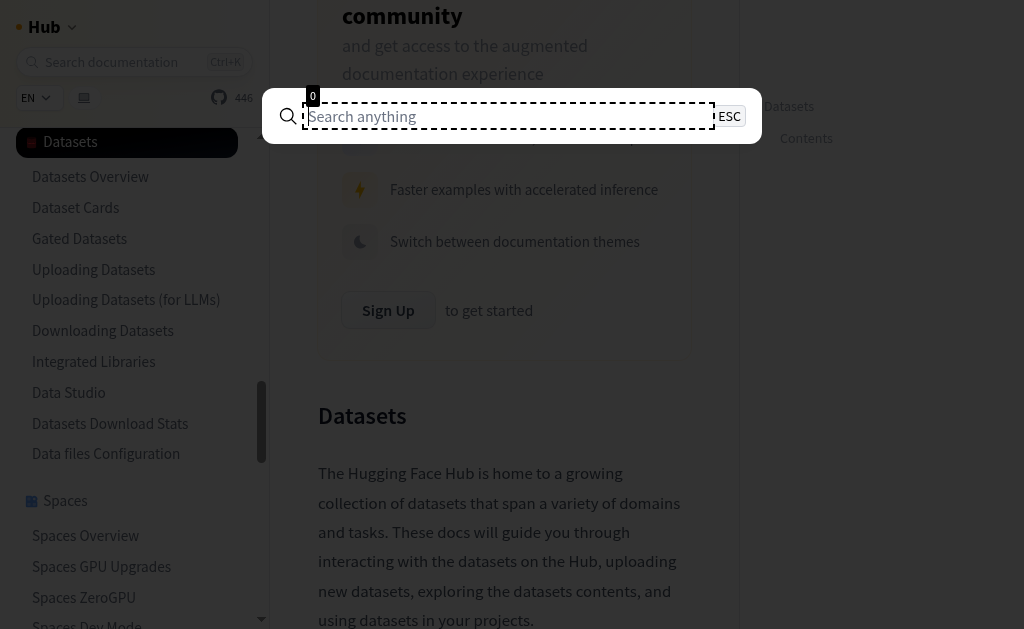 Hub
Search documentation
Ctrl+K
EN
446
Datasets
Datasets Overview
Dataset Cards
Gated Datasets
Uploading Datasets
Uploading Datasets (for LLMs)
Downloading Datasets
Integrated Libraries
Data Studio
Datasets Download Stats
Data files Configuration
Spaces
Spaces Overview
Spaces GPU Upgrades
Spaces ZeroGPU
Spaces Dev Mode
community
and get access to the augmented
documentation experience
0
Search anything
ESC
Faster examples with accelerated inference
Switch between documentation themes
Sign Up to get started
Datasets
The Hugging Face Hub is home to a growing
collection of datasets that span a variety of domains
and tasks. These docs will guide you through
interacting with the datasets on the Hub, uploading
new datasets, exploring the datasets contents, and
using datasets in your projects.
Datasets
Contents